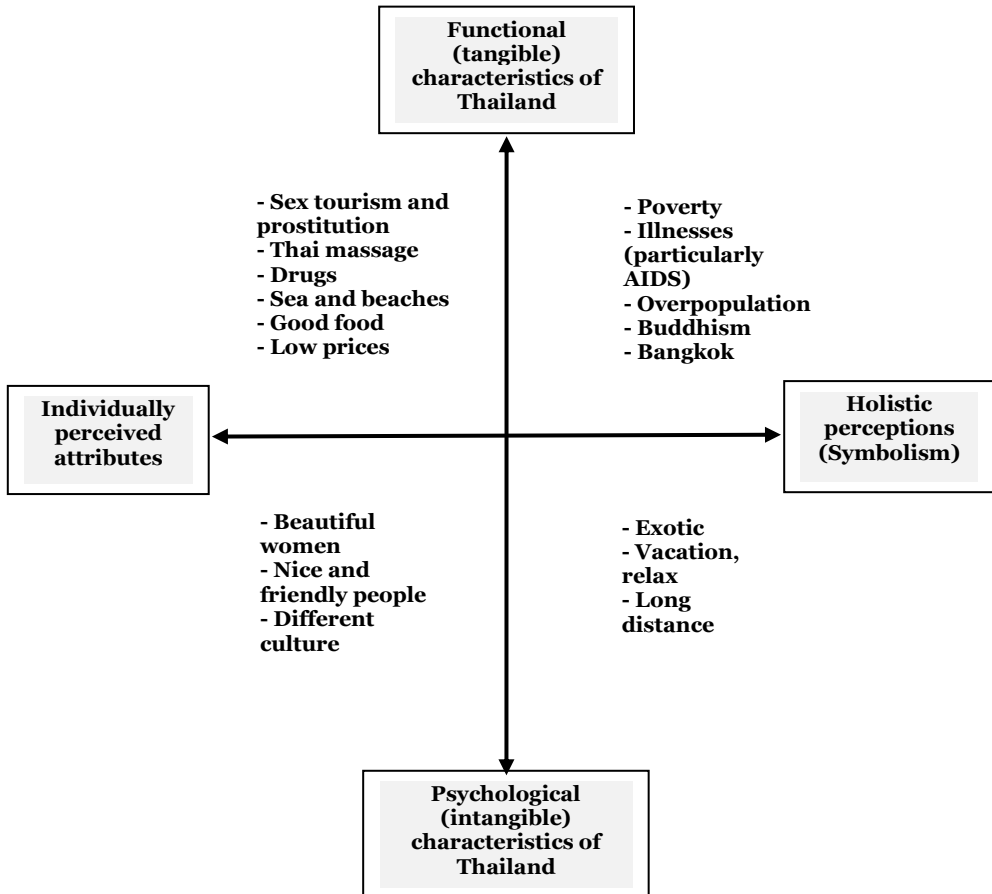 Functional
(tangible)
characteristics of
Thailand
- Sex tourism and
prostitution
- Thai massage
- Drugs
- Sea and beaches
- Good food
- Low prices
- Poverty
- Illnesses
(particularly
AIDS)
- Overpopulation
- Buddhism
- Bangkok
Individually
perceived
attributes
Holistic
perceptions
(Symbolism)
- Beautiful
women
- Nice and
friendly people
- Different
culture
- Exotic
- Vacation,
relax
- Long
distance
Psychological
(intangible)
characteristics of
Thailand